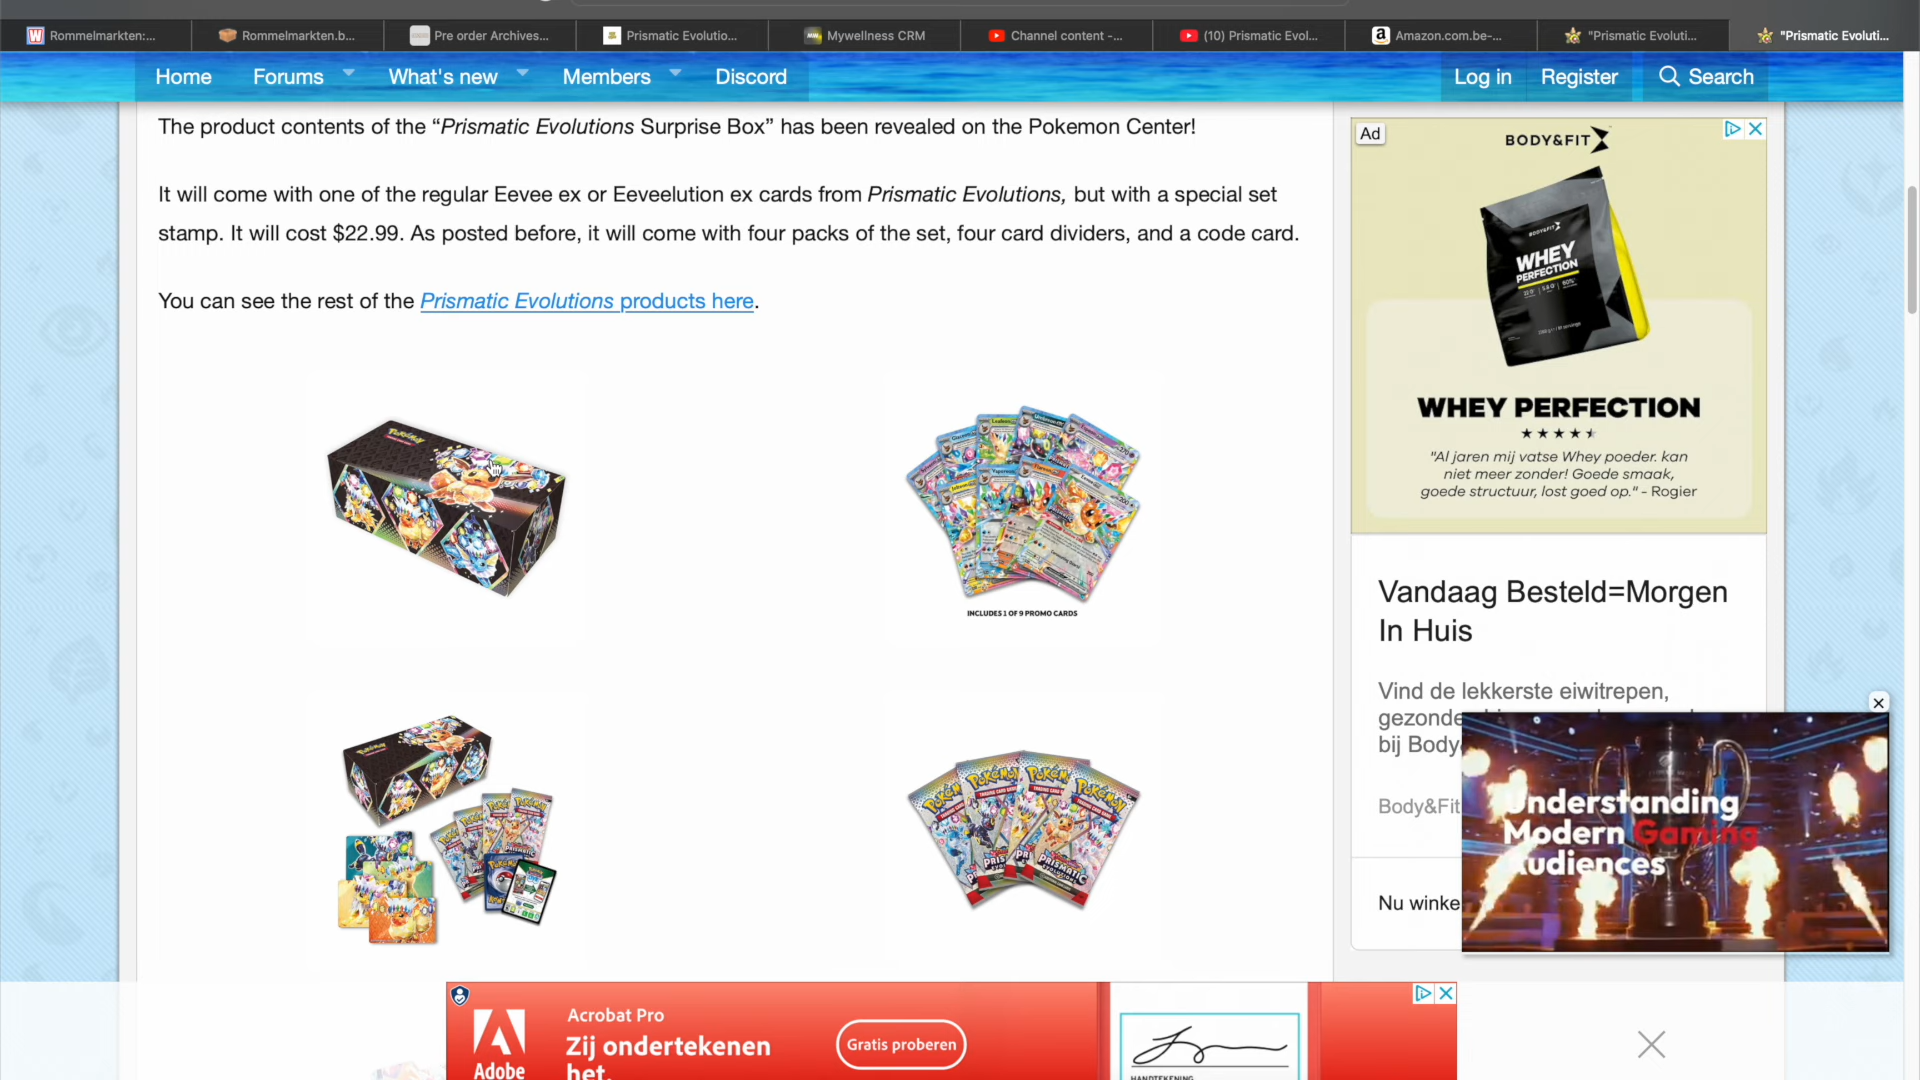 Rommelmarkten:...
Rommelmarkten.b...
Pre order Archives...
Prismatic Evolutio...
Mywellness CRM
Channel content -...
(10) Prismatic Evol...
Amazon.com.be-...
"Prismatic Evoluti...
"Prismatic Evoluti...
Home
Forums
What's new
Members
Discord
Log in
Register
Search
The product contents of the “Prismatic Evolutions Surprise Box” has been revealed on the Pokemon Center!
It will come with one of the regular Eevee ex or Eeveelution ex cards from Prismatic Evolutions, but with a special set
stamp. It will cost $22.99. As posted before, it will come with four packs of the set, four card dividers, and a code card.
You can see the rest of the Prismatic Evolutions products here.
INCLUDES 1 OF 9 PROMO CARDS
Ad
BODY&FIT
WHEY
PERFECTION
WHEY PERFECTION
"Al jaren mij vatse Whey poeder. kan
niet meer zonder! Goede smaak,
goede structuur, lost goed op." - Rogier
Vandaag Besteld=Morgen
In Huis
Vind de lekkerste eiwitrepen,
gezonde
bij Body
Body&Fit
Nu winke
Understanding
Modern Gaming
Audiences
Pokémon
Pokémon
Pokémon
Pokémon
PRISMATIC
Adobe
Acrobat Pro
Zij ondertekenen
het.
Gratis proberen
HANDTEKENING